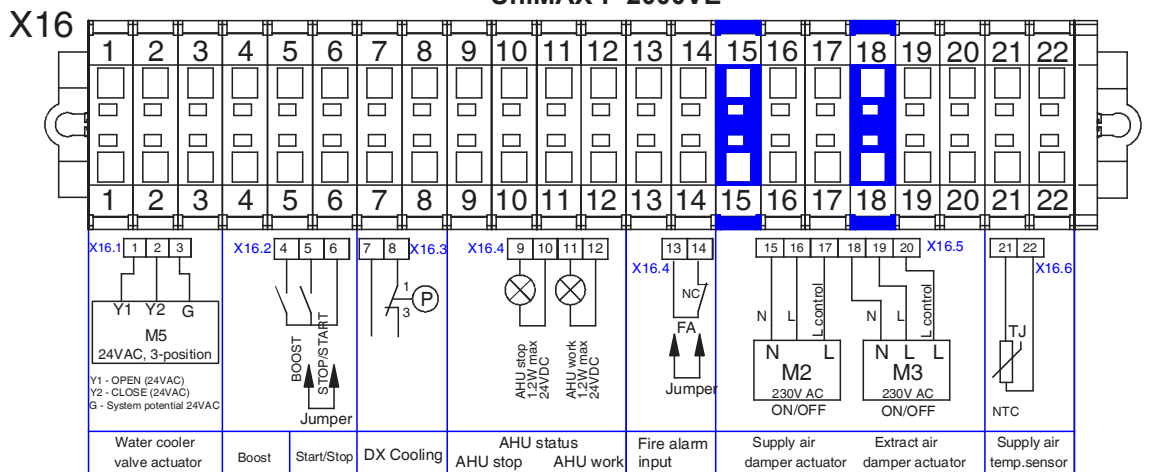 UniMAX P 2000VE
X16
1 2 3 4 5 6 7 8 9 10 11 12 13 14 15 16 17 18 19 20 21 22
1 2 3 4 5 6 7 8 9 10 11 12 13 14 15 16 17 18 19 20 21 22
X16.1 1 2 3
Y1 Y2 G
M5
24VAC, 3-position
Y1 - OPEN (24VAC)
Y2 - CLOSE (24VAC)
G - System potential 24VAC
Water cooler
valve actuator
X16.2 4 5 6
BOOST
STOP/START
Jumper
Boost
Start/Stop
7 8 X16.3
1
P
3
DX Cooling
X16.4 9 10 11 12
AHU stop
1.2W max
24VDC
AHU work
1.2W max
24VDC
AHU status
AHU stop AHU work
13 14
X16.4
NC
FA
Jumper
Fire alarm
input
15 16 17 18 19 20 X16.5
N L L control
N L
M2
230V AC
ON/OFF
Supply air
damper actuator
N L L control
N L L
M3
230V AC
ON/OFF
Extract air
damper actuator
21 22
X16.6
TJ
NTC
Supply air
temp.sensor